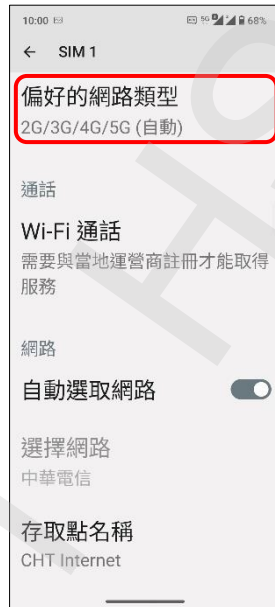 10:00
5G 68%
← SIM 1
偏好的網路類型
2G/3G/4G/5G (自動)
通話
Wi-Fi 通話
需要與當地運營商註冊才能取得
服務
網路
自動選取網路
選擇網路
中華電信
存取點名稱
CHT Internet